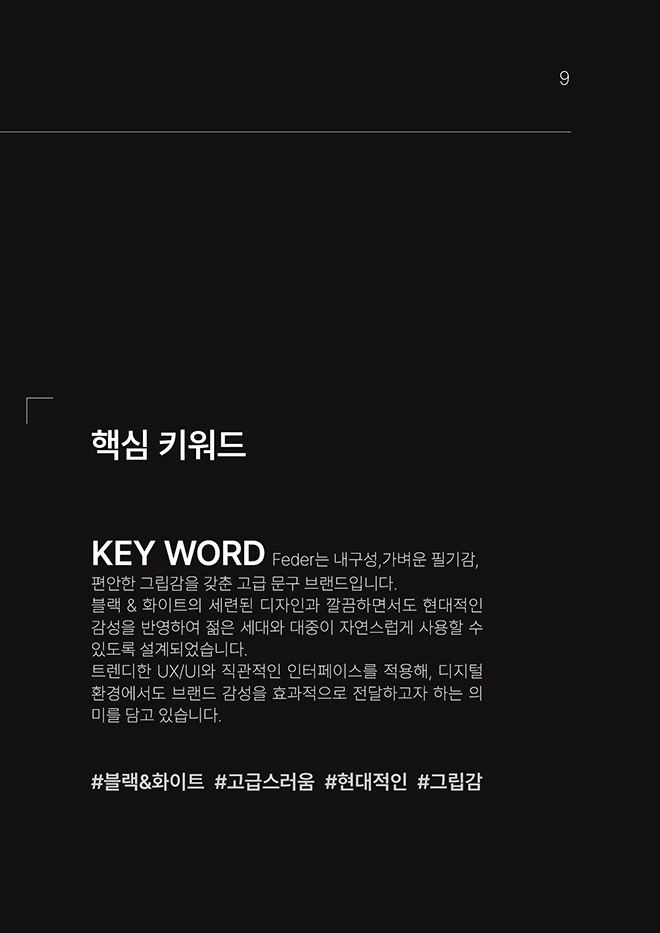 9
핵심 키워드
KEY WORD Feder는 내구성,가벼운 필기감,
편안한 그립감을 갖춘 고급 문구 브랜드입니다.
블랙 & 화이트의 세련된 디자인과 깔끔하면서도 현대적인
감성을 반영하여 젊은 세대와 대중이 자연스럽게 사용할 수
있도록 설계되었습니다.
트렌디한 UX/UI와 직관적인 인터페이스를 적용해, 디지털
환경에서도 브랜드 감성을 효과적으로 전달하고자 하는 의
미를 담고 있습니다.
#블랙&화이트 #고급스러움 #현대적인 #그립감